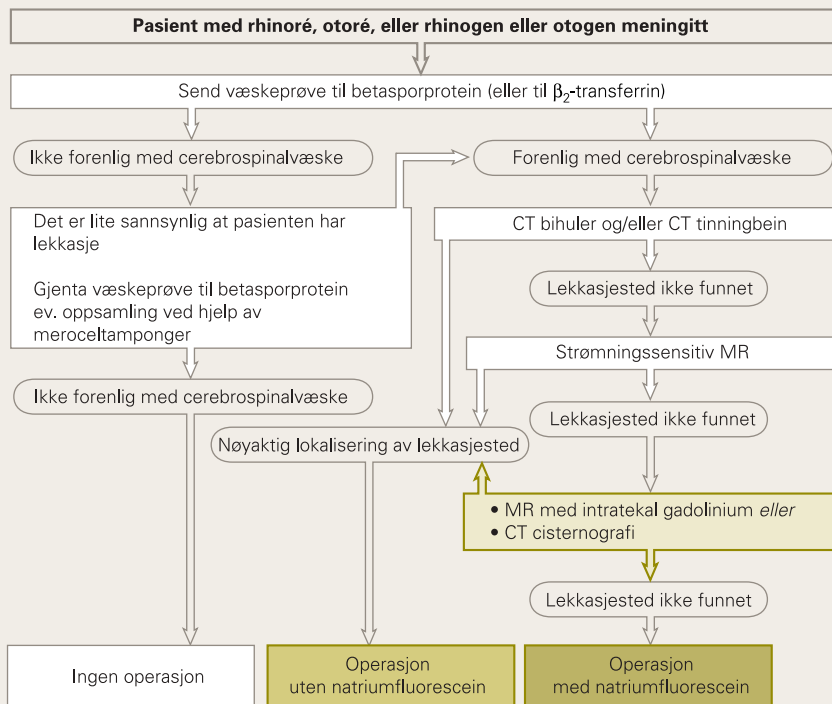 Pasient med rhinoré, otoré, eller rhinogen eller otogen meningitt
Send væskeprøve til betasporprotein (eller til β₂-transferrin)
Ikke forenlig med cerebrospinalvæske
Forenlig med cerebrospinalvæske
Det er lite sannsynlig at pasienten har
lekkasje
Gjenta væskeprøve til betasporprotein
ev. oppsamling ved hjelp av
meroceltamponger
CT bihuler og/eller CT tinningbein
Lekkasjested ikke funnet
Strømningssensitiv MR
Ikke forenlig med cerebrospinalvæske
Lekkasjested ikke funnet
Nøyaktig lokalisering av lekkasjested
• MR med intratekal gadolinium eller
• CT cisternografi
Lekkasjested ikke funnet
Ingen operasjon
Operasjon
uten natriumfluorescein
Operasjon
med natriumfluorescein